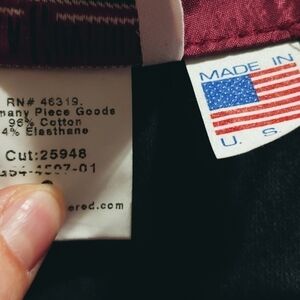 RN# 46319.
many Piece Goods
96% Cotton
4% Elasthane
Cut:25948
ered.com
MADE IN
U. S.